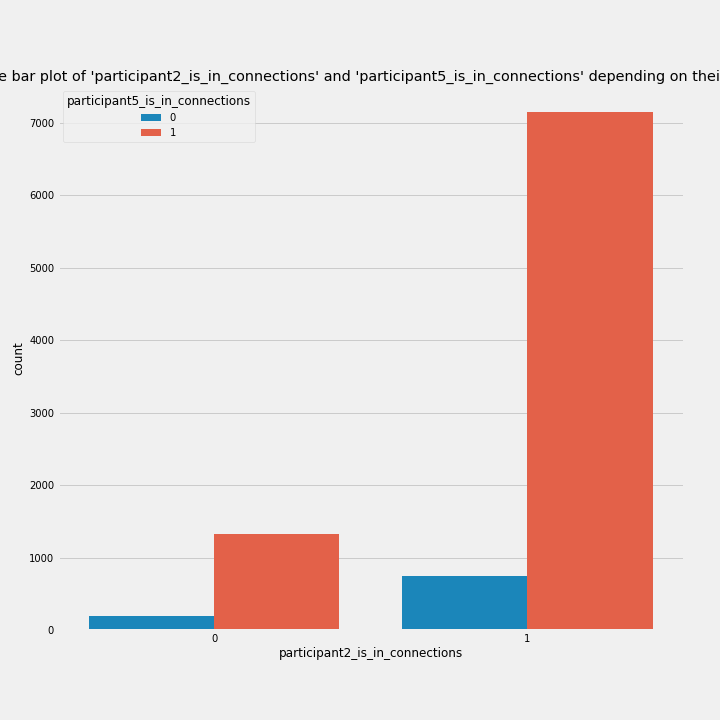 e bar plot of 'participant2_is_in_connections' and 'participant5_is_in_connections' depending on thei
participant5_is_in_connections
0
1
7000
6000
5000
4000
3000
2000
1000
0
count
0 1
participant2_is_in_connections